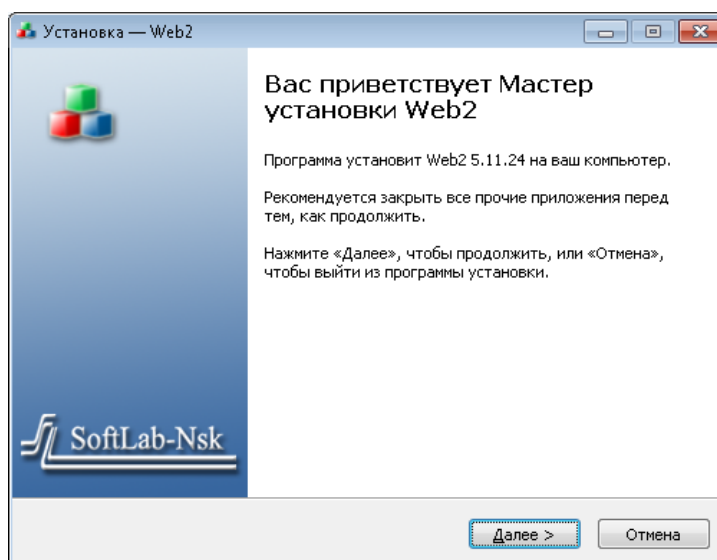 Установка — Web2
Вас приветствует Мастер
установки Web2
Программа установит Web2 5.11.24 на ваш компьютер.
Рекомендуется закрыть все прочие приложения перед
тем, как продолжить.
Нажмите «Далее», чтобы продолжить, или «Отмена»,
чтобы выйти из программы установки.
SoftLab-Nsk
Далее >
Отмена